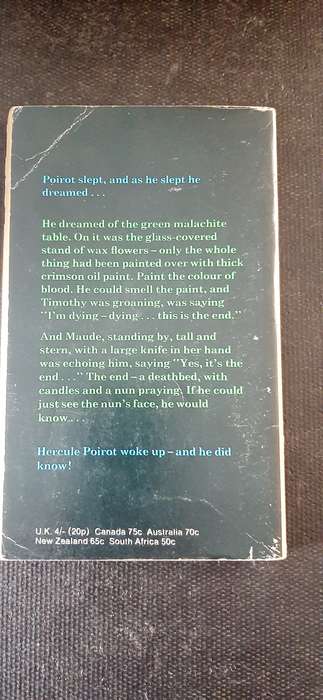 Poirot slept, and as he slept he
dreamed . . .
He dreamed of the green malachite
table. On it was the glass-covered
stand of wax flowers – only the whole
thing had been painted over with thick
crimson oil paint. Paint the colour of
blood. He could smell the paint, and
Timothy was groaning, was saying
"I'm dying – dying . . . this is the end."
And Maude, standing by, tall and
stern, with a large knife in her hand
was echoing him, saying "Yes, it's the
end . . ." The end – a deathbed, with
candles and a nun praying. If he could
just see the nun's face, he would
know . . .
Hercule Poirot woke up – and he did
know!
U.K. 4/- (20p) Canada 75c Australia 70c
New Zealand 65c South Africa 50c